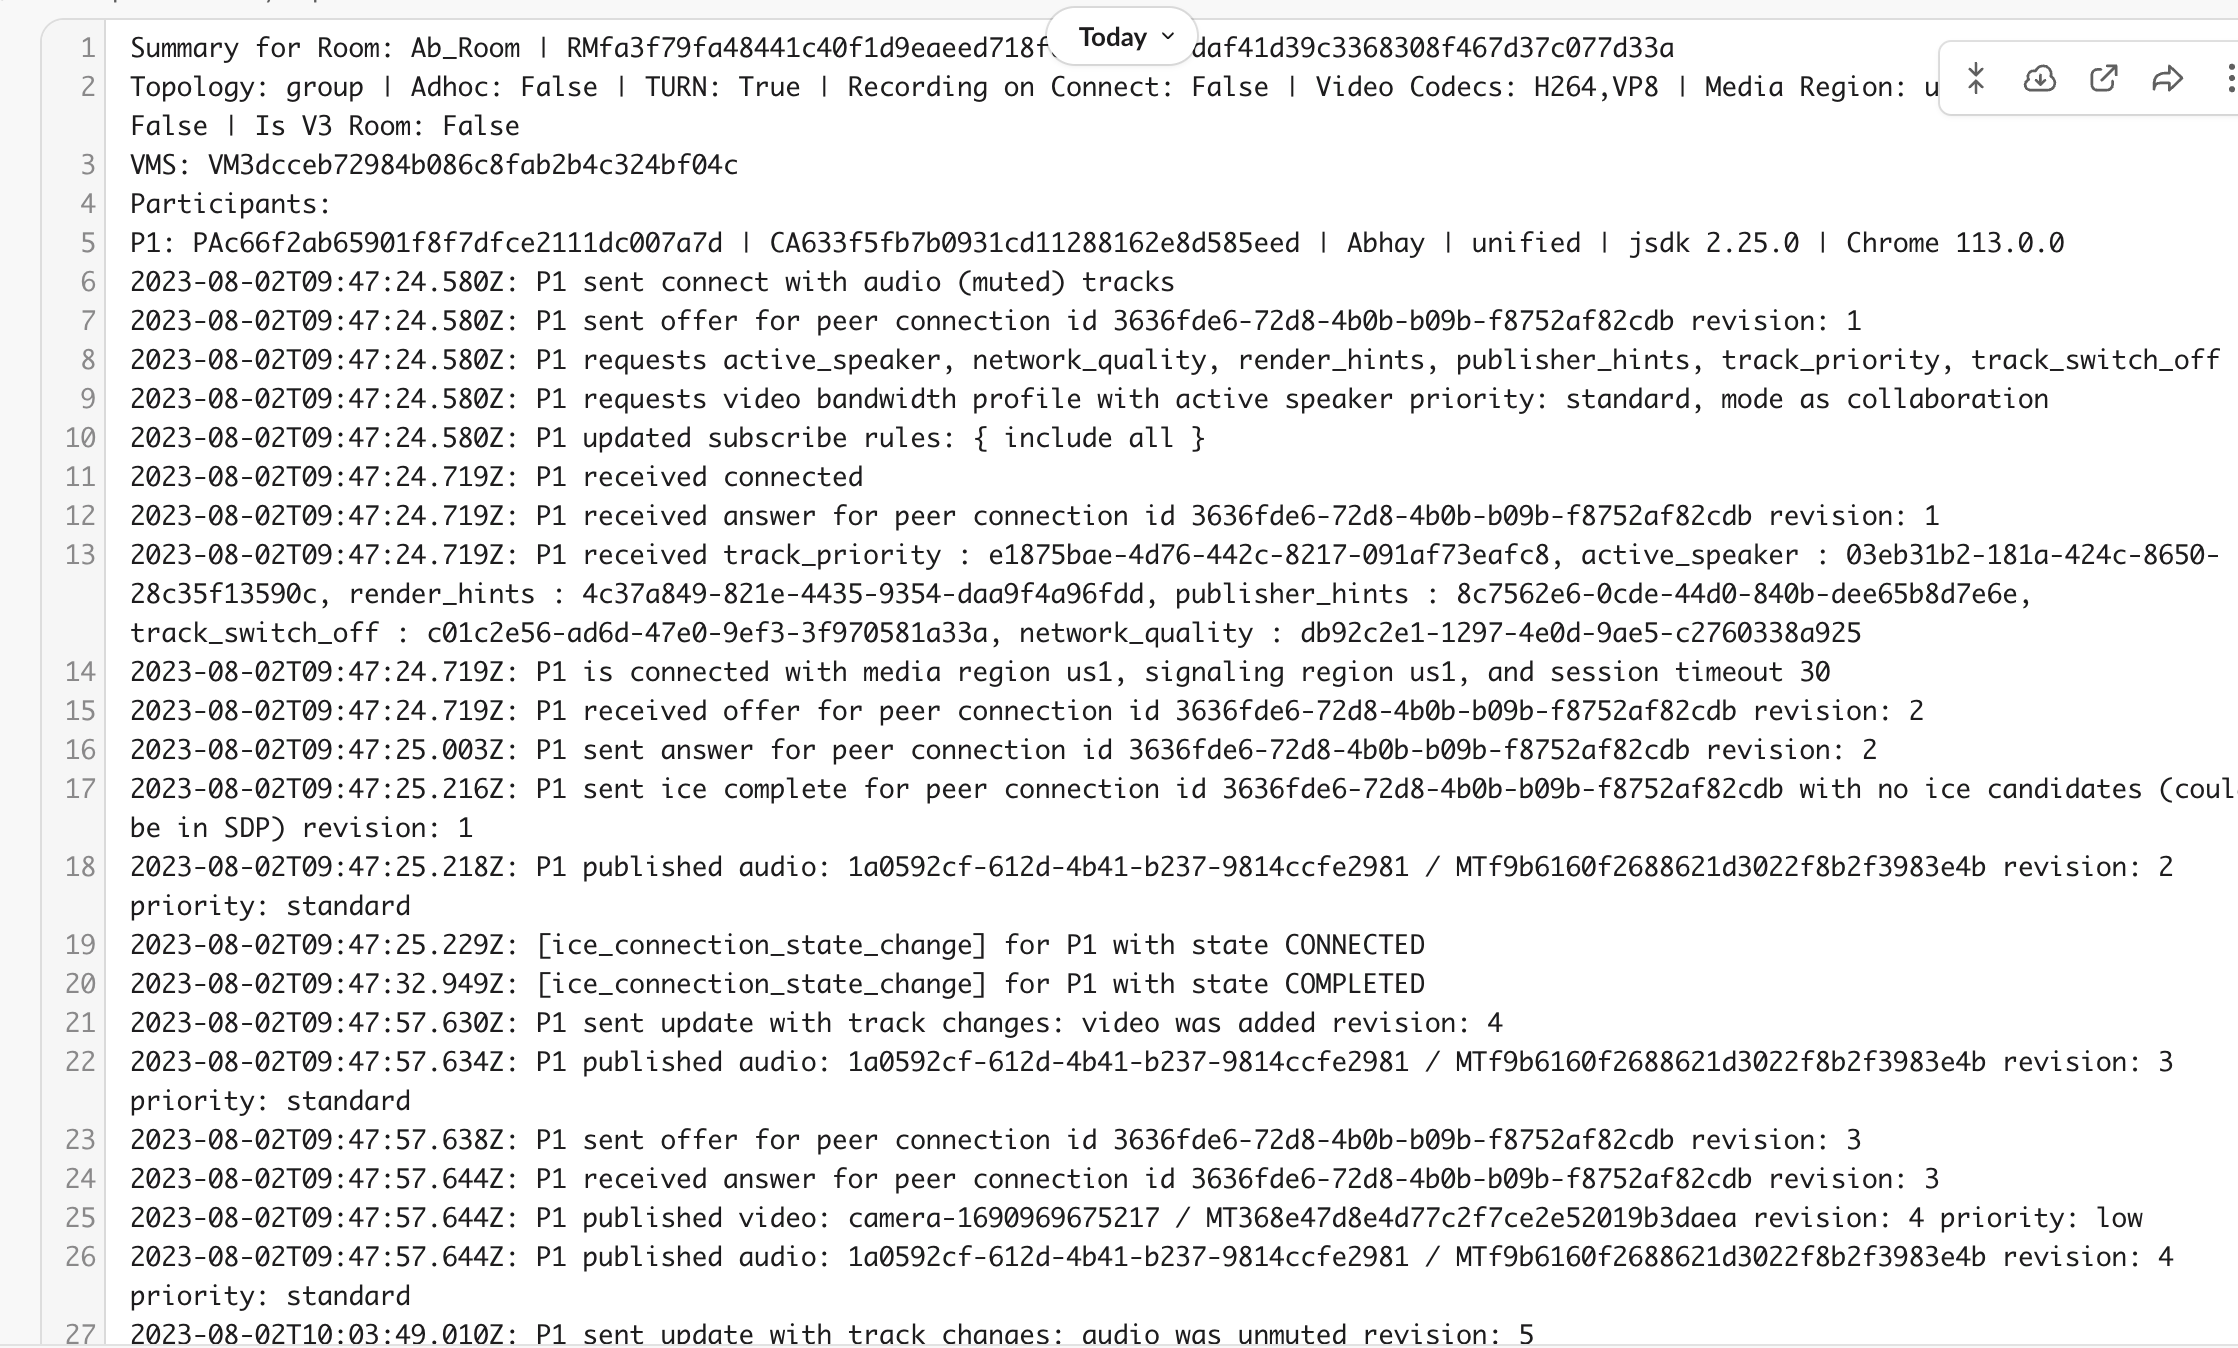 Today
1 Summary for Room: Ab_Room | RMfa3f79fa48441c40f1d9eaeed718f daf41d39c3368308f467d37c077d33a
2 Topology: group | Adhoc: False | TURN: True | Recording on Connect: False | Video Codecs: H264,VP8 | Media Region: u
False | Is V3 Room: False
3 VMS: VM3dcceb72984b086c8fab2b4c324bf04c
4 Participants:
5 P1: PAc66f2ab65901f8f7dfce2111dc007a7d | CA633f5fb7b0931cd11288162e8d585eed | Abhay | unified | jsdk 2.25.0 | Chrome 113.0.0
6 2023-08-02T09:47:24.580Z: P1 sent connect with audio (muted) tracks
7 2023-08-02T09:47:24.580Z: P1 sent offer for peer connection id 3636fde6-72d8-4b0b-b09b-f8752af82cdb revision: 1
8 2023-08-02T09:47:24.580Z: P1 requests active_speaker, network_quality, render_hints, publisher_hints, track_priority, track_switch_off
9 2023-08-02T09:47:24.580Z: P1 requests video bandwidth profile with active speaker priority: standard, mode as collaboration
10 2023-08-02T09:47:24.580Z: P1 updated subscribe rules: { include all }
11 2023-08-02T09:47:24.719Z: P1 received connected
12 2023-08-02T09:47:24.719Z: P1 received answer for peer connection id 3636fde6-72d8-4b0b-b09b-f8752af82cdb revision: 1
13 2023-08-02T09:47:24.719Z: P1 received track_priority : e1875bae-4d76-442c-8217-091af73eafc8, active_speaker : 03eb31b2-181a-424c-8650-
28c35f13590c, render_hints : 4c37a849-821e-4435-9354-daa9f4a96fdd, publisher_hints : 8c7562e6-0cde-44d0-840b-dee65b8d7e6e,
track_switch_off : c01c2e56-ad6d-47e0-9ef3-3f970581a33a, network_quality : db92c2e1-1297-4e0d-9ae5-c2760338a925
14 2023-08-02T09:47:24.719Z: P1 is connected with media region us1, signaling region us1, and session timeout 30
15 2023-08-02T09:47:24.719Z: P1 received offer for peer connection id 3636fde6-72d8-4b0b-b09b-f8752af82cdb revision: 2
16 2023-08-02T09:47:25.003Z: P1 sent answer for peer connection id 3636fde6-72d8-4b0b-b09b-f8752af82cdb revision: 2
17 2023-08-02T09:47:25.216Z: P1 sent ice complete for peer connection id 3636fde6-72d8-4b0b-b09b-f8752af82cdb with no ice candidates (coul
be in SDP) revision: 1
18 2023-08-02T09:47:25.218Z: P1 published audio: 1a0592cf-612d-4b41-b237-9814ccfe2981 / MTf9b6160f2688621d3022f8b2f3983e4b revision: 2
priority: standard
19 2023-08-02T09:47:25.229Z: [ice_connection_state_change] for P1 with state CONNECTED
20 2023-08-02T09:47:32.949Z: [ice_connection_state_change] for P1 with state COMPLETED
21 2023-08-02T09:47:57.630Z: P1 sent update with track changes: video was added revision: 4
22 2023-08-02T09:47:57.634Z: P1 published audio: 1a0592cf-612d-4b41-b237-9814ccfe2981 / MTf9b6160f2688621d3022f8b2f3983e4b revision: 3
priority: standard
23 2023-08-02T09:47:57.638Z: P1 sent offer for peer connection id 3636fde6-72d8-4b0b-b09b-f8752af82cdb revision: 3
24 2023-08-02T09:47:57.644Z: P1 received answer for peer connection id 3636fde6-72d8-4b0b-b09b-f8752af82cdb revision: 3
25 2023-08-02T09:47:57.644Z: P1 published video: camera-1690969675217 / MT368e47d8e4d77c2f7ce2e52019b3daea revision: 4 priority: low
26 2023-08-02T09:47:57.644Z: P1 published audio: 1a0592cf-612d-4b41-b237-9814ccfe2981 / MTf9b6160f2688621d3022f8b2f3983e4b revision: 4
priority: standard
27 2023-08-02T10:03:49.010Z: P1 sent update with track changes: audio was unmuted revision: 5